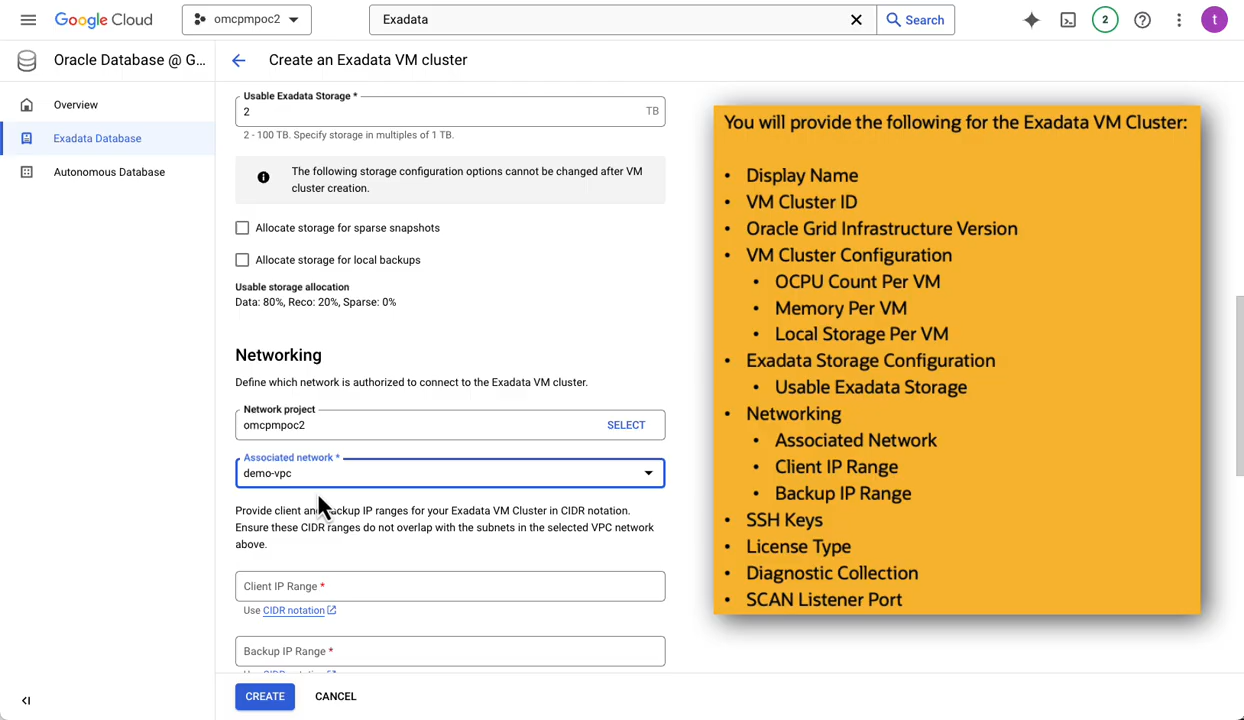 Google Cloud
omcpmpoc2
Exadata
Search
2
t
Oracle Database @ G...
Create an Exadata VM cluster
Overview
Exadata Database
Autonomous Database
Usable Exadata Storage *
2
TB
2 - 100 TB. Specify storage in multiples of 1 TB.
The following storage configuration options cannot be changed after VM
cluster creation.
Allocate storage for sparse snapshots
Allocate storage for local backups
Usable storage allocation
Data: 80%, Reco: 20%, Sparse: 0%
Networking
Define which network is authorized to connect to the Exadata VM cluster.
Network project
omcpmpoc2
SELECT
Associated network *
demo-vpc
Provide client and backup IP ranges for your Exadata VM Cluster in CIDR notation.
Ensure these CIDR ranges do not overlap with the subnets in the selected VPC network
above.
Client IP Range *
Use CIDR notation
Backup IP Range *
Use CIDR notation
CREATE
CANCEL
You will provide the following for the Exadata VM Cluster:
• Display Name
• VM Cluster ID
• Oracle Grid Infrastructure Version
• VM Cluster Configuration
• OCPU Count Per VM
• Memory Per VM
• Local Storage Per VM
• Exadata Storage Configuration
• Usable Exadata Storage
• Networking
• Associated Network
• Client IP Range
• Backup IP Range
• SSH Keys
• License Type
• Diagnostic Collection
• SCAN Listener Port